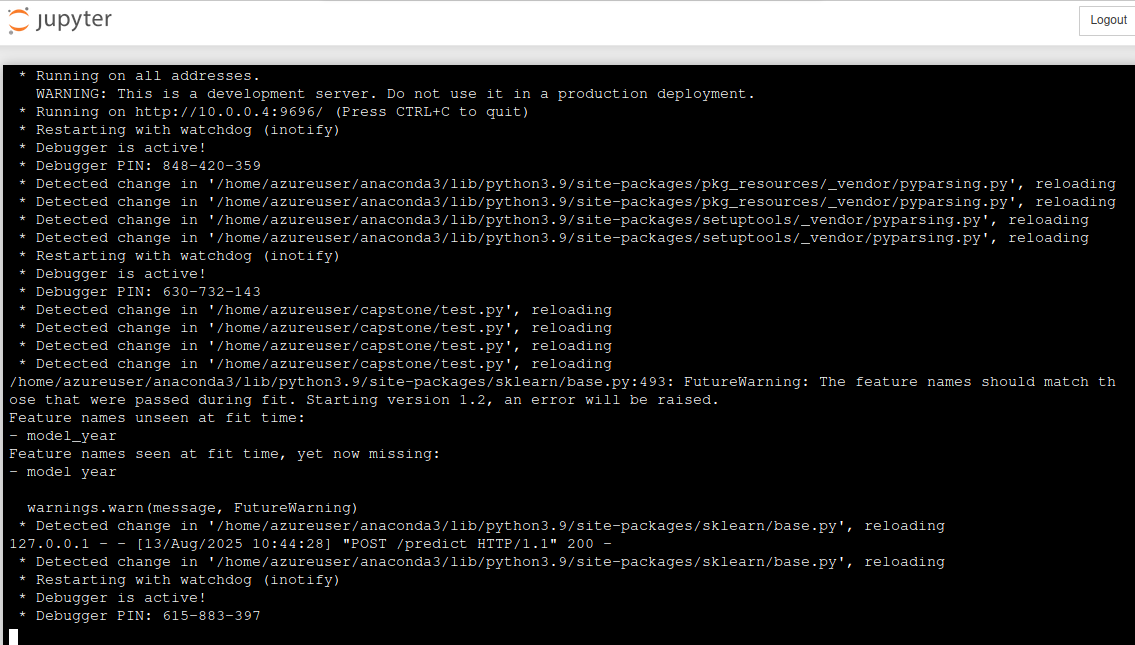 jupyter
Logout
* Running on all addresses.
WARNING: This is a development server. Do not use it in a production deployment.
* Running on http://10.0.0.4:9696/ (Press CTRL+C to quit)
* Restarting with watchdog (inotify)
* Debugger is active!
* Debugger PIN: 848-420-359
* Detected change in '/home/azureuser/anaconda3/lib/python3.9/site-packages/pkg_resources/_vendor/pyparsing.py', reloading
* Detected change in '/home/azureuser/anaconda3/lib/python3.9/site-packages/pkg_resources/_vendor/pyparsing.py', reloading
* Detected change in '/home/azureuser/anaconda3/lib/python3.9/site-packages/setuptools/_vendor/pyparsing.py', reloading
* Detected change in '/home/azureuser/anaconda3/lib/python3.9/site-packages/setuptools/_vendor/pyparsing.py', reloading
* Restarting with watchdog (inotify)
* Debugger is active!
* Debugger PIN: 630-732-143
* Detected change in '/home/azureuser/capstone/test.py', reloading
* Detected change in '/home/azureuser/capstone/test.py', reloading
* Detected change in '/home/azureuser/capstone/test.py', reloading
* Detected change in '/home/azureuser/capstone/test.py', reloading
/home/azureuser/anaconda3/lib/python3.9/site-packages/sklearn/base.py:493: FutureWarning: The feature names should match th
ose that were passed during fit. Starting version 1.2, an error will be raised.
Feature names unseen at fit time:
- model_year
Feature names seen at fit time, yet now missing:
- model year
warnings.warn(message, FutureWarning)
* Detected change in '/home/azureuser/anaconda3/lib/python3.9/site-packages/sklearn/base.py', reloading
127.0.0.1 - - [13/Aug/2025 10:44:28] "POST /predict HTTP/1.1" 200 -
* Detected change in '/home/azureuser/anaconda3/lib/python3.9/site-packages/sklearn/base.py', reloading
* Restarting with watchdog (inotify)
* Debugger is active!
* Debugger PIN: 615-883-397